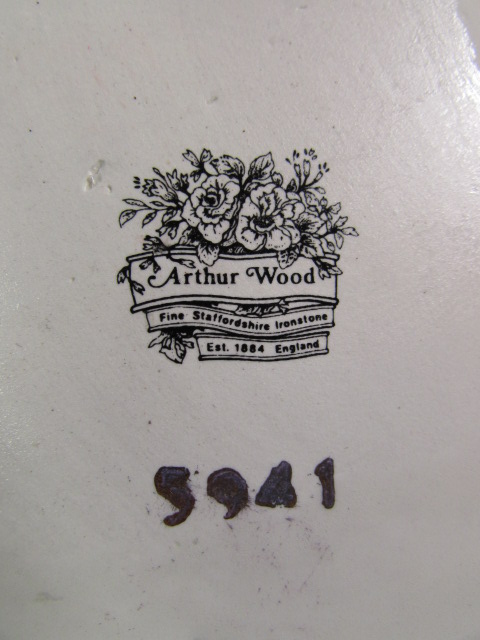 Arthur Wood
Fine Staffordshire Ironstone
Est. 1884 England
5941